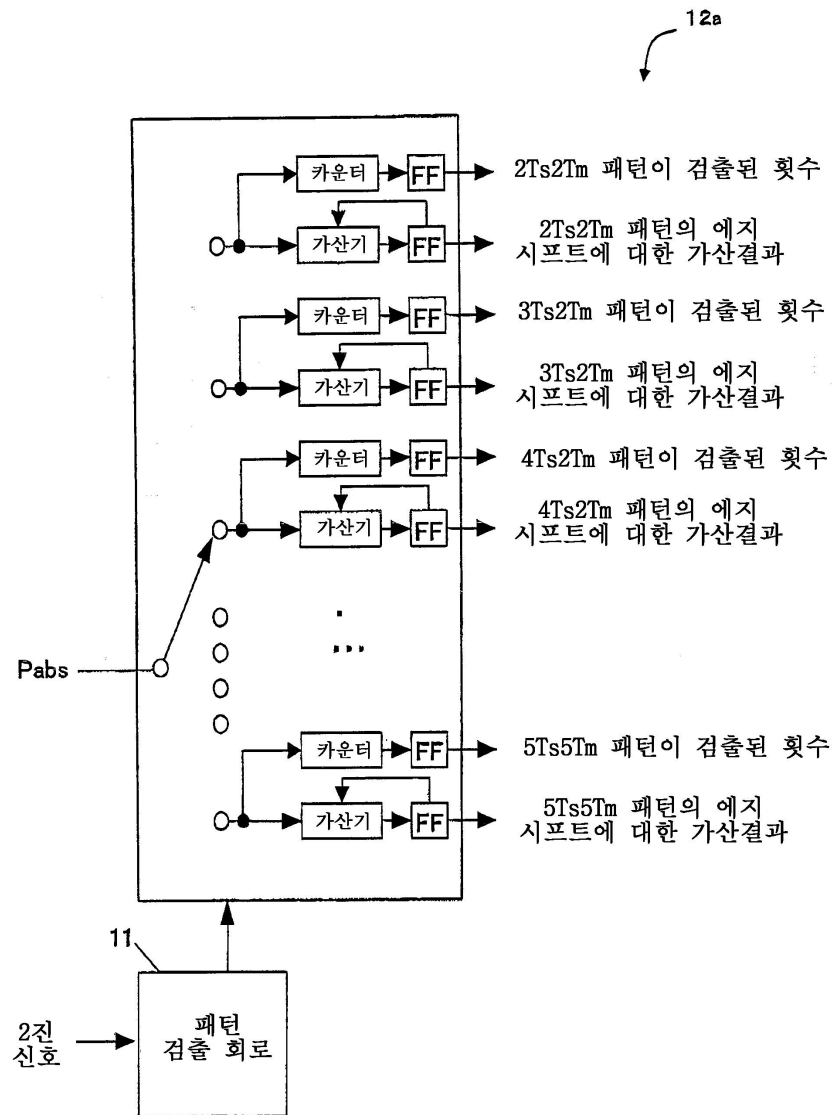 12a
카운터 FF 2Ts2Tm 패턴이 검출된 횟수
가산기 FF 2Ts2Tm 패턴의 에지
시프트에 대한 가산결과
카운터 FF 3Ts2Tm 패턴이 검출된 횟수
가산기 FF 3Ts2Tm 패턴의 에지
시프트에 대한 가산결과
카운터 FF 4Ts2Tm 패턴이 검출된 횟수
가산기 FF 4Ts2Tm 패턴의 에지
시프트에 대한 가산결과
Pabs
카운터 FF 5Ts5Tm 패턴이 검출된 횟수
가산기 FF 5Ts5Tm 패턴의 에지
시프트에 대한 가산결과
11
2진
신호
패턴
검출 회로